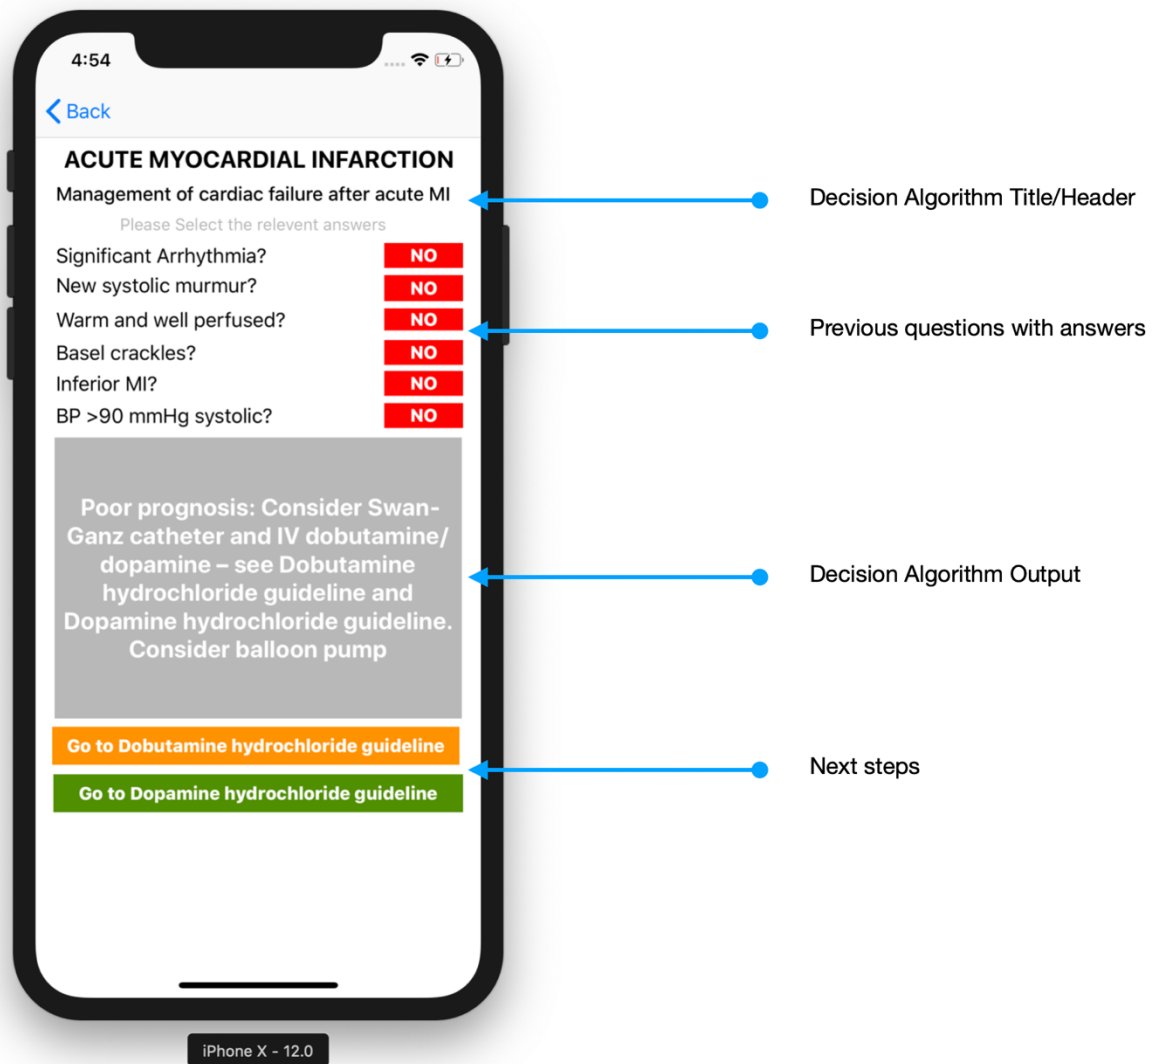 4:54
Back
ACUTE MYOCARDIAL INFARCTION
Management of cardiac failure after acute MI
Decision Algorithm Title/Header
Please Select the relevent answers
Significant Arrhythmia? NO
New systolic murmur? NO
Warm and well perfused? NO
Previous questions with answers
Basel crackles? NO
Inferior MI? NO
BP >90 mmHg systolic? NO
Poor prognosis: Consider Swan-
Ganz catheter and IV dobutamine/
dopamine – see Dobutamine
Decision Algorithm Output
hydrochloride guideline and
Dopamine hydrochloride guideline.
Consider balloon pump
Go to Dobutamine hydrochloride guideline
Next steps
Go to Dopamine hydrochloride guideline
iPhone X - 12.0